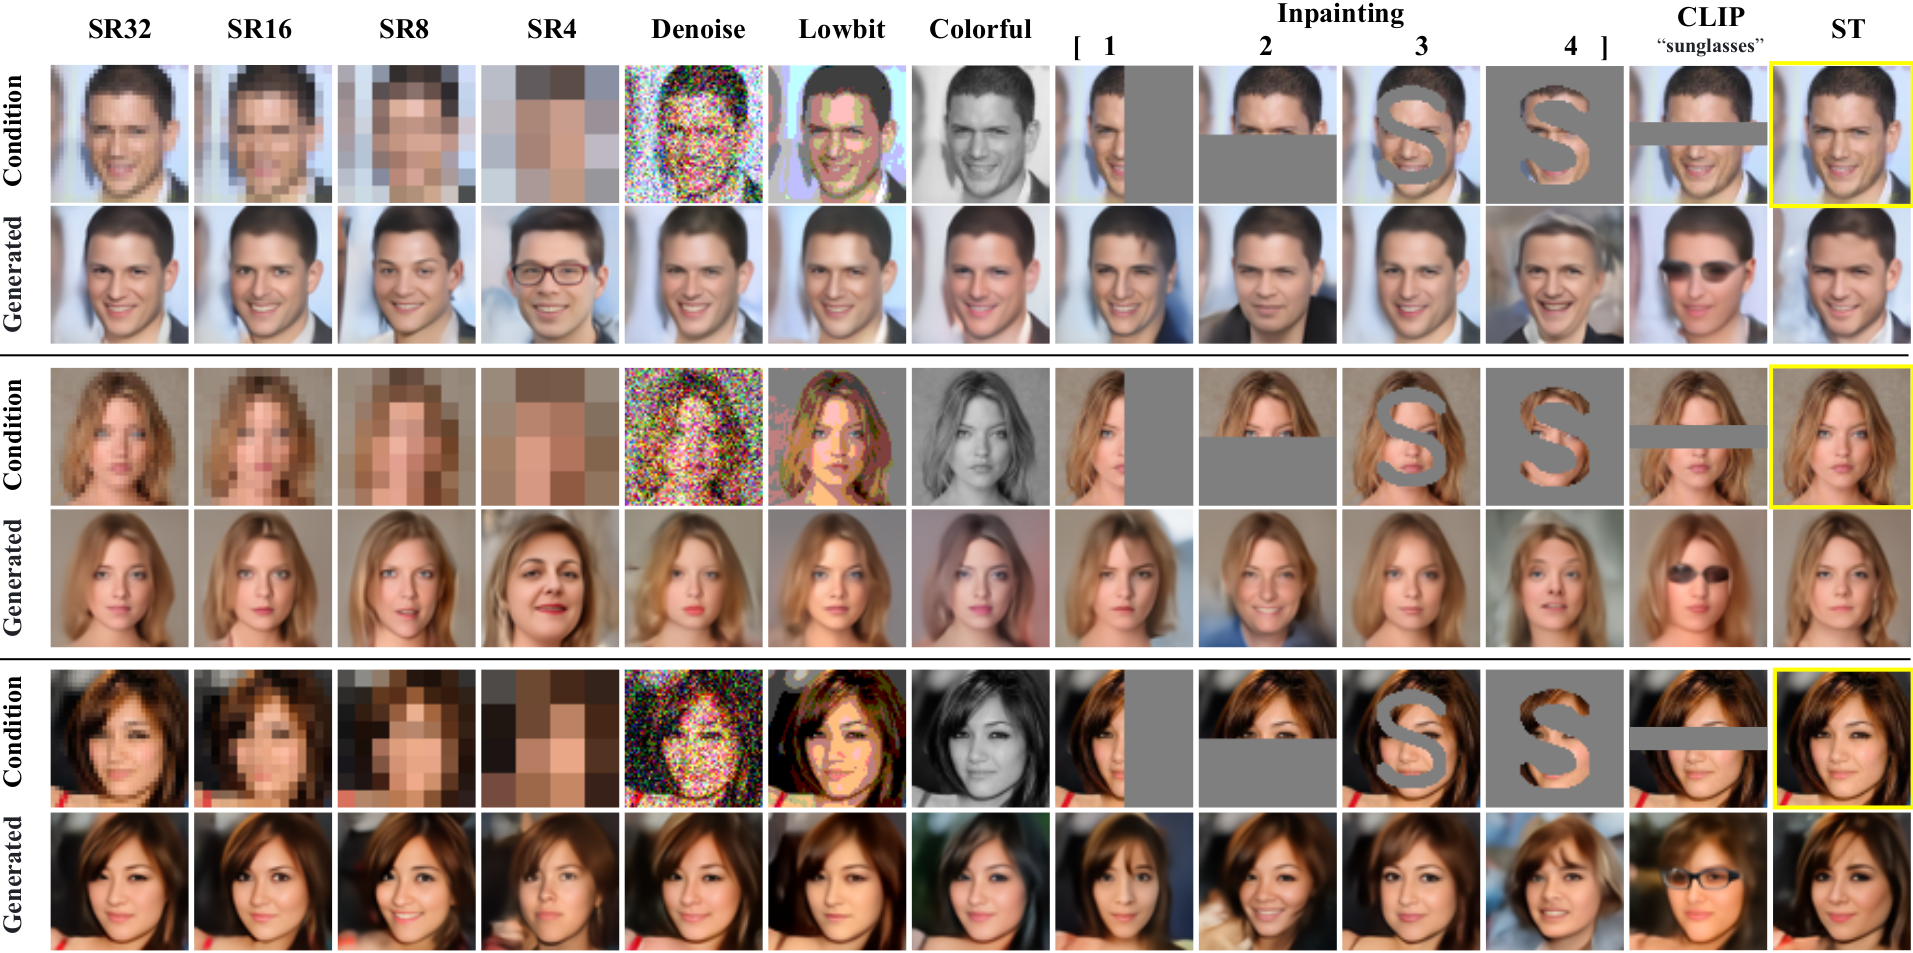 SR32 SR16 SR8 SR4 Denoise Lowbit Colorful Inpainting CLIP ST
[ 1 2 3 4 ] “sunglasses”
Condition
Generated
Condition
Generated
Condition
Generated